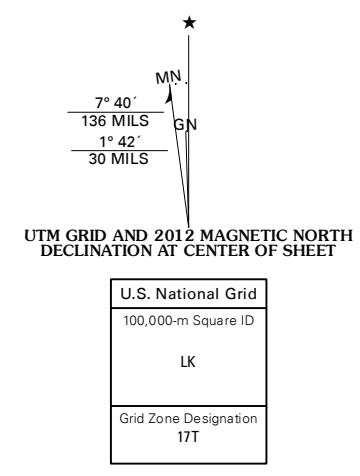 ★
MN
7° 40´
136 MILS
GN
1° 42´
30 MILS
UTM GRID AND 2012 MAGNETIC NORTH
DECLINATION AT CENTER OF SHEET
U.S. National Grid
100,000-m Square ID
LK
Grid Zone Designation
17T